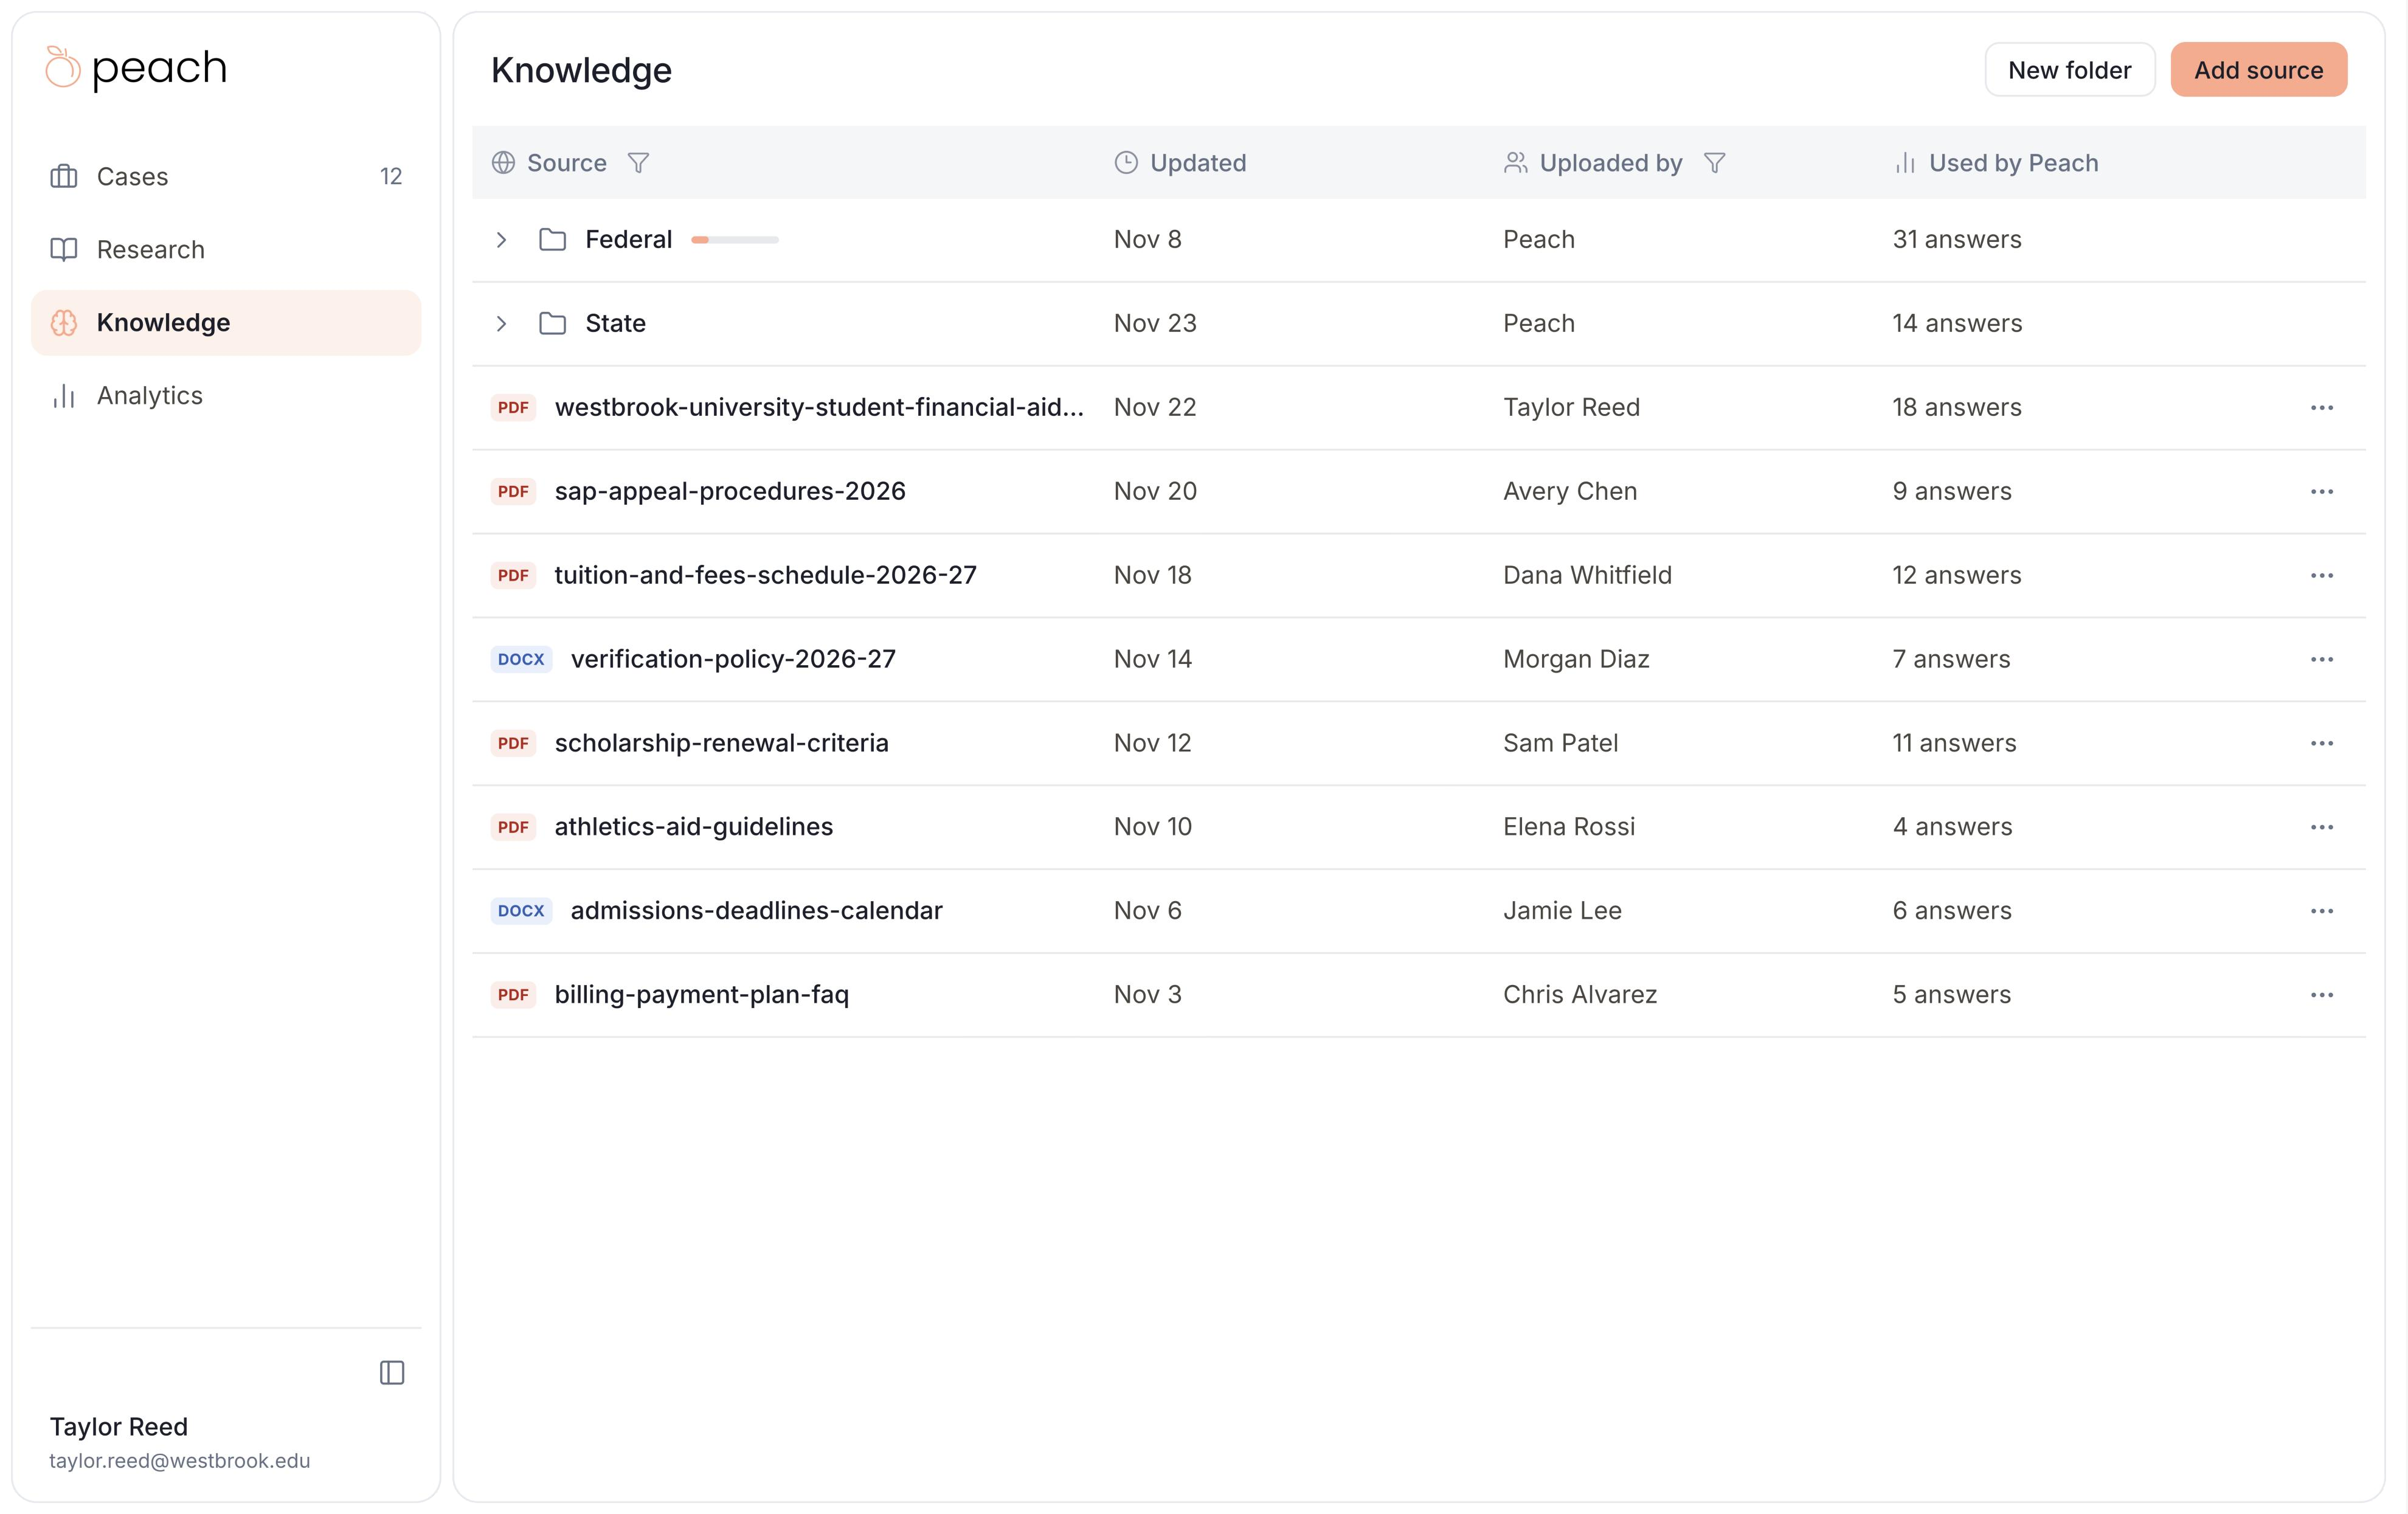 peach
Cases 12
Research
Knowledge
Analytics
Taylor Reed
taylor.reed@westbrook.edu
Knowledge
New folder
Add source
Source Updated Uploaded by Used by Peach
Federal Nov 8 Peach 31 answers
State Nov 23 Peach 14 answers
PDF westbrook-university-student-financial-aid... Nov 22 Taylor Reed 18 answers
PDF sap-appeal-procedures-2026 Nov 20 Avery Chen 9 answers
PDF tuition-and-fees-schedule-2026-27 Nov 18 Dana Whitfield 12 answers
DOCX verification-policy-2026-27 Nov 14 Morgan Diaz 7 answers
PDF scholarship-renewal-criteria Nov 12 Sam Patel 11 answers
PDF athletics-aid-guidelines Nov 10 Elena Rossi 4 answers
DOCX admissions-deadlines-calendar Nov 6 Jamie Lee 6 answers
PDF billing-payment-plan-faq Nov 3 Chris Alvarez 5 answers